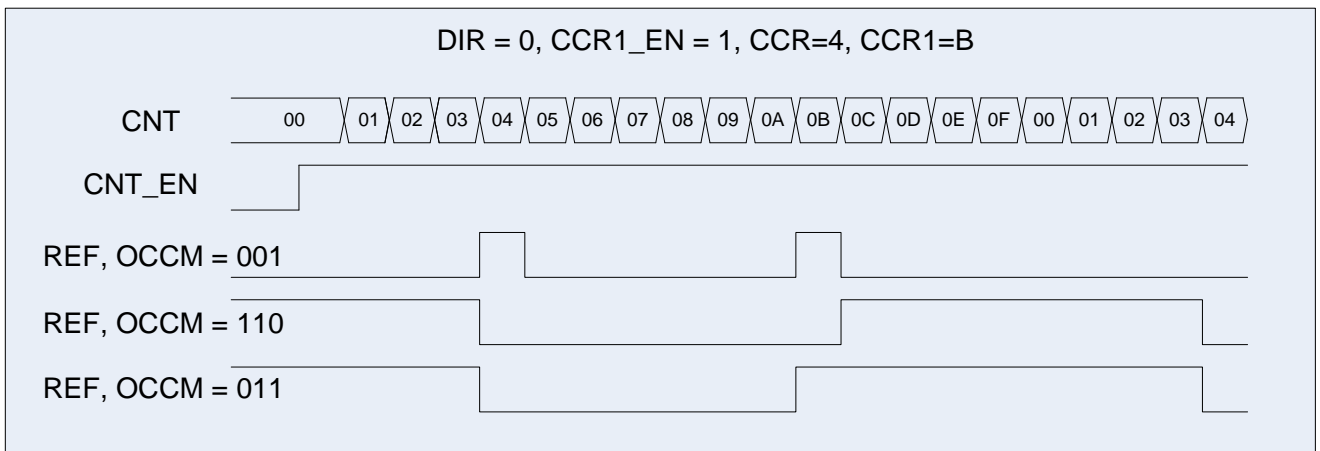 DIR = 0, CCR1_EN = 1, CCR=4, CCR1=B
CNT 00 01 02 03 04 05 06 07 08 09 0A 0B 0C 0D 0E 0F 00 01 02 03 04
CNT_EN
REF, OCCM = 001
REF, OCCM = 110
REF, OCCM = 011